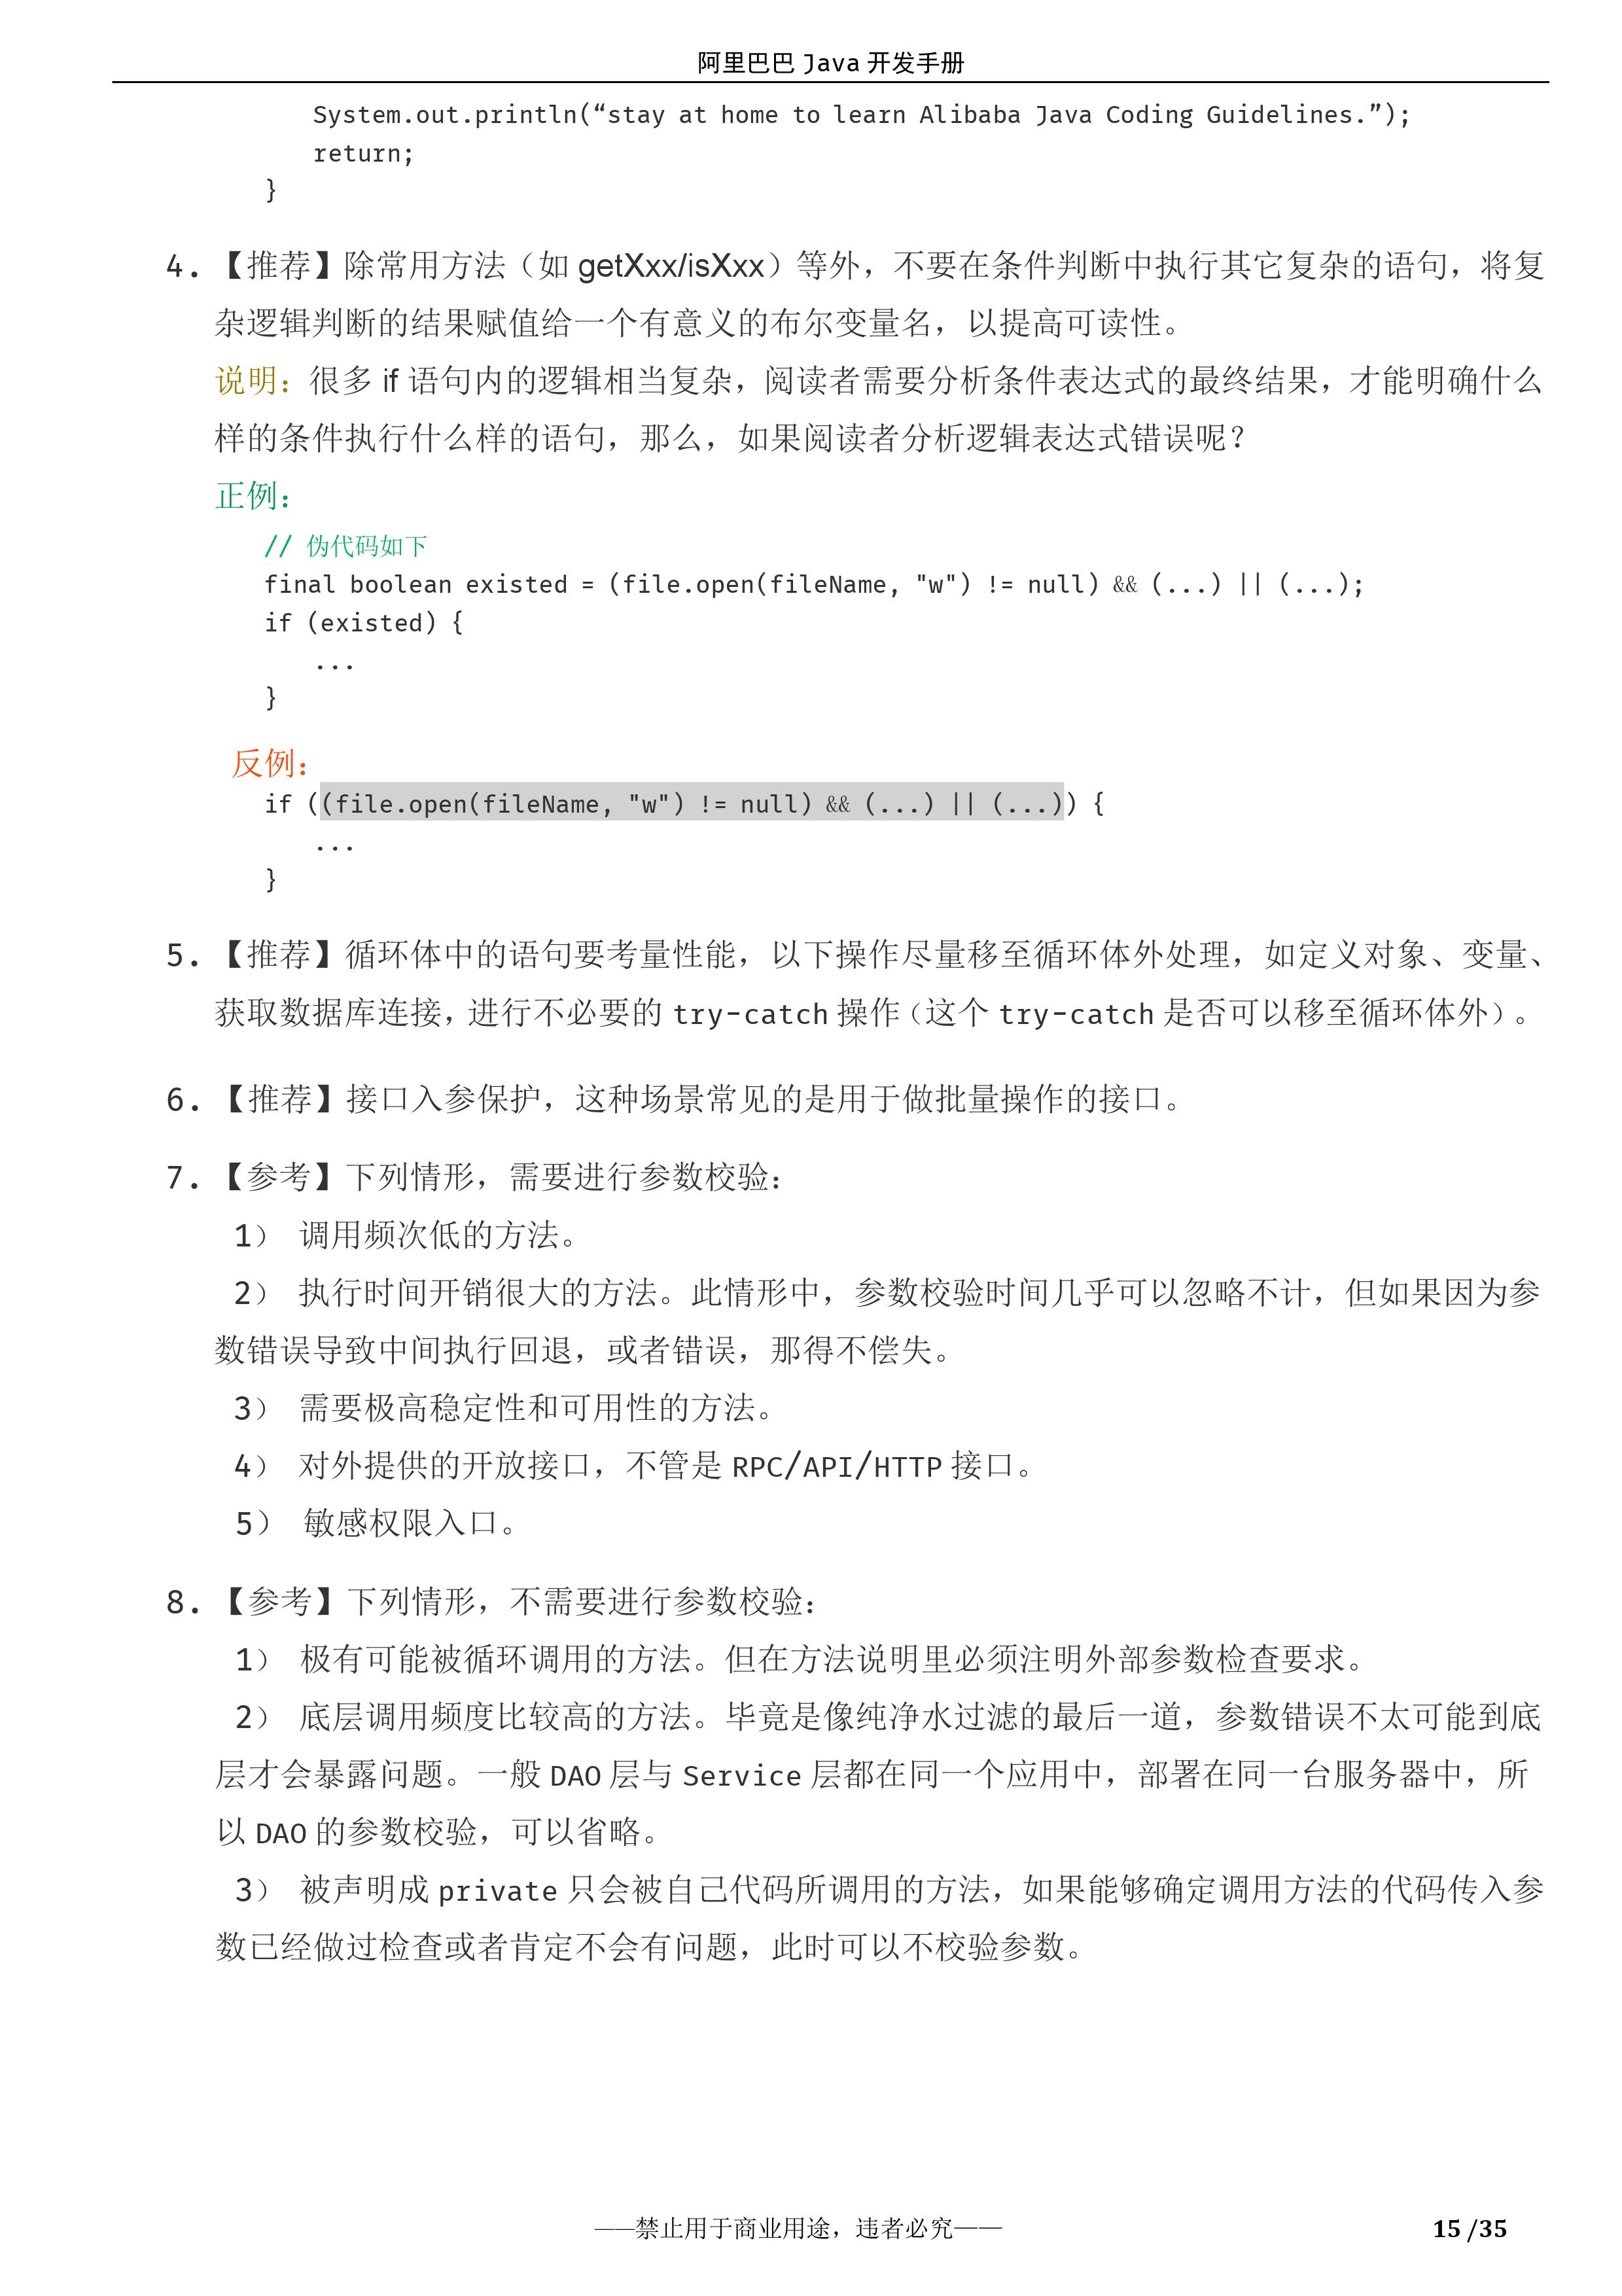 阿里巴巴 Java 开发手册
System.out.println(“stay at home to learn Alibaba Java Coding Guidelines.”);
return;
}
4. 【推荐】除常用方法（如 getXxx/isXxx）等外，不要在条件判断中执行其它复杂的语句，将复
杂逻辑判断的结果赋值给一个有意义的布尔变量名，以提高可读性。
说明：很多 if 语句内的逻辑相当复杂，阅读者需要分析条件表达式的最终结果，才能明确什么
样的条件执行什么样的语句，那么，如果阅读者分析逻辑表达式错误呢？
正例：
// 伪代码如下
final boolean existed = (file.open(fileName, "w") != null) && (...) || (...);
if (existed) {
...
}
反例：
if ((file.open(fileName, "w") != null) && (...) || (...)) {
...
}
5. 【推荐】循环体中的语句要考量性能，以下操作尽量移至循环体外处理，如定义对象、变量、
获取数据库连接，进行不必要的 try-catch 操作（这个 try-catch 是否可以移至循环体外）。
6. 【推荐】接口入参保护，这种场景常见的是用于做批量操作的接口。
7. 【参考】下列情形，需要进行参数校验：
1） 调用频次低的方法。
2） 执行时间开销很大的方法。此情形中，参数校验时间几乎可以忽略不计，但如果因为参
数错误导致中间执行回退，或者错误，那得不偿失。
3） 需要极高稳定性和可用性的方法。
4） 对外提供的开放接口，不管是 RPC/API/HTTP 接口。
5） 敏感权限入口。
8. 【参考】下列情形，不需要进行参数校验：
1） 极有可能被循环调用的方法。但在方法说明里必须注明外部参数检查要求。
2） 底层调用频度比较高的方法。毕竟是像纯净水过滤的最后一道，参数错误不太可能到底
层才会暴露问题。一般 DAO 层与 Service 层都在同一个应用中，部署在同一台服务器中，所
以 DAO 的参数校验，可以省略。
3） 被声明成 private 只会被自己代码所调用的方法，如果能够确定调用方法的代码传入参
数已经做过检查或者肯定不会有问题，此时可以不校验参数。
——禁止用于商业用途，违者必究——
15 /35